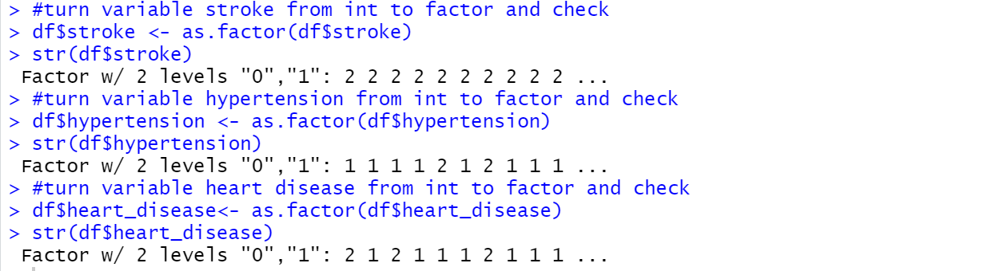 > #turn variable stroke from int to factor and check
> df$stroke <- as.factor(df$stroke)
> str(df$stroke)
 Factor w/ 2 levels "0","1": 2 2 2 2 2 2 2 2 2 2 ...
> #turn variable hypertension from int to factor and check
> df$hypertension <- as.factor(df$hypertension)
> str(df$hypertension)
 Factor w/ 2 levels "0","1": 1 1 1 1 2 1 2 1 1 1 ...
> #turn variable heart disease from int to factor and check
> df$heart_disease<- as.factor(df$heart_disease)
> str(df$heart_disease)
 Factor w/ 2 levels "0","1": 2 1 2 1 1 1 2 1 1 1 ...